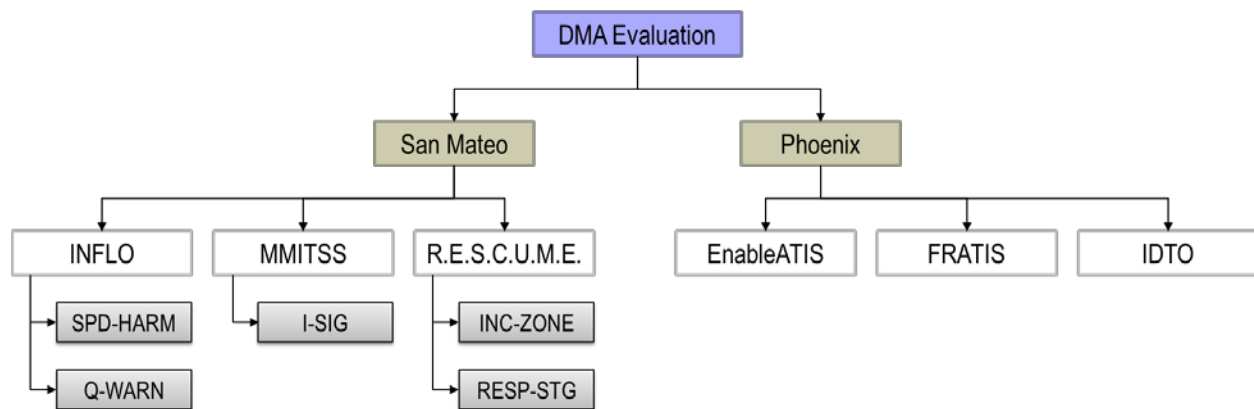 DMA Evaluation
San Mateo
Phoenix
INFLO
MMITSS
R.E.S.C.U.M.E.
EnableATIS
FRATIS
IDTO
SPD-HARM
I-SIG
INC-ZONE
Q-WARN
RESP-STG